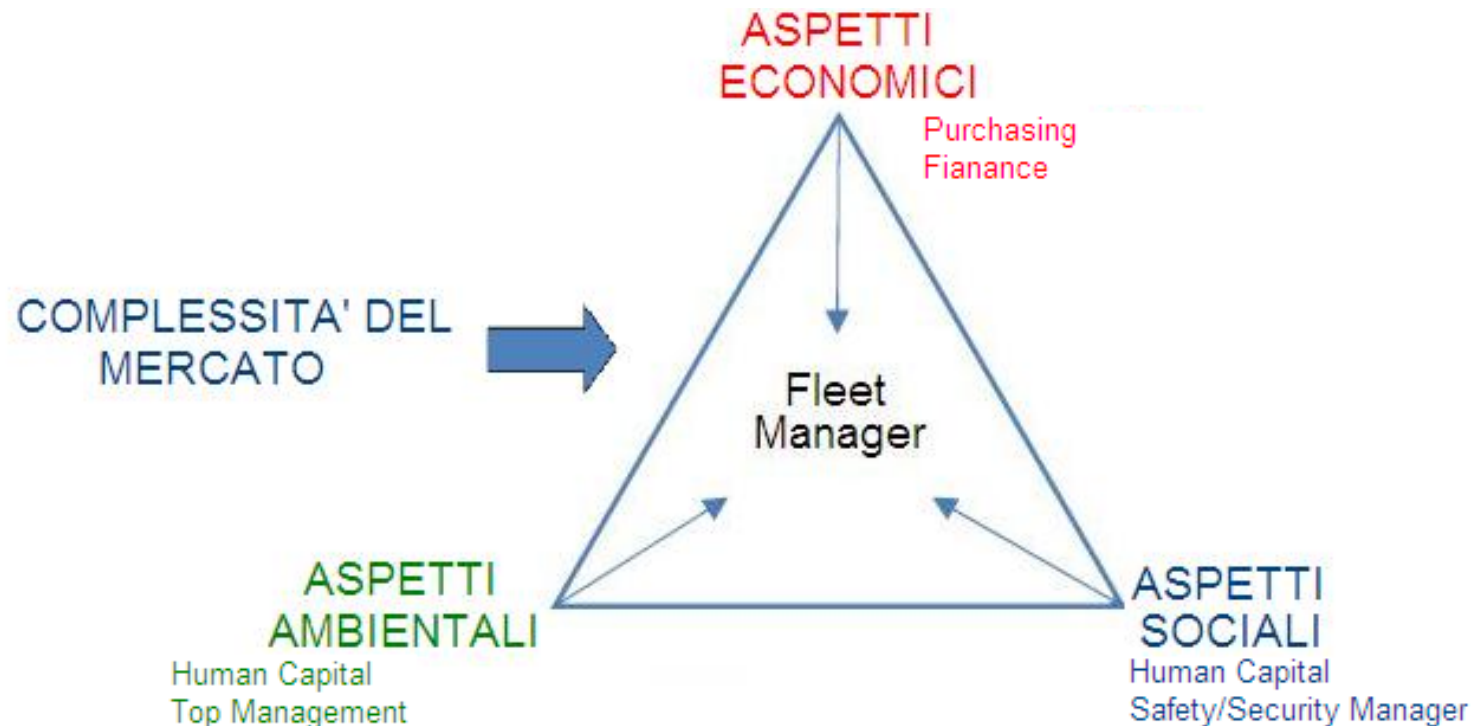 ASPETTI
ECONOMICI
Purchasing
Fianance
COMPLESSITA' DEL
MERCATO
Fleet
Manager
ASPETTI
AMBIENTALI
Human Capital
Top Management
ASPETTI
SOCIALI
Human Capital
Safety/Security Manager